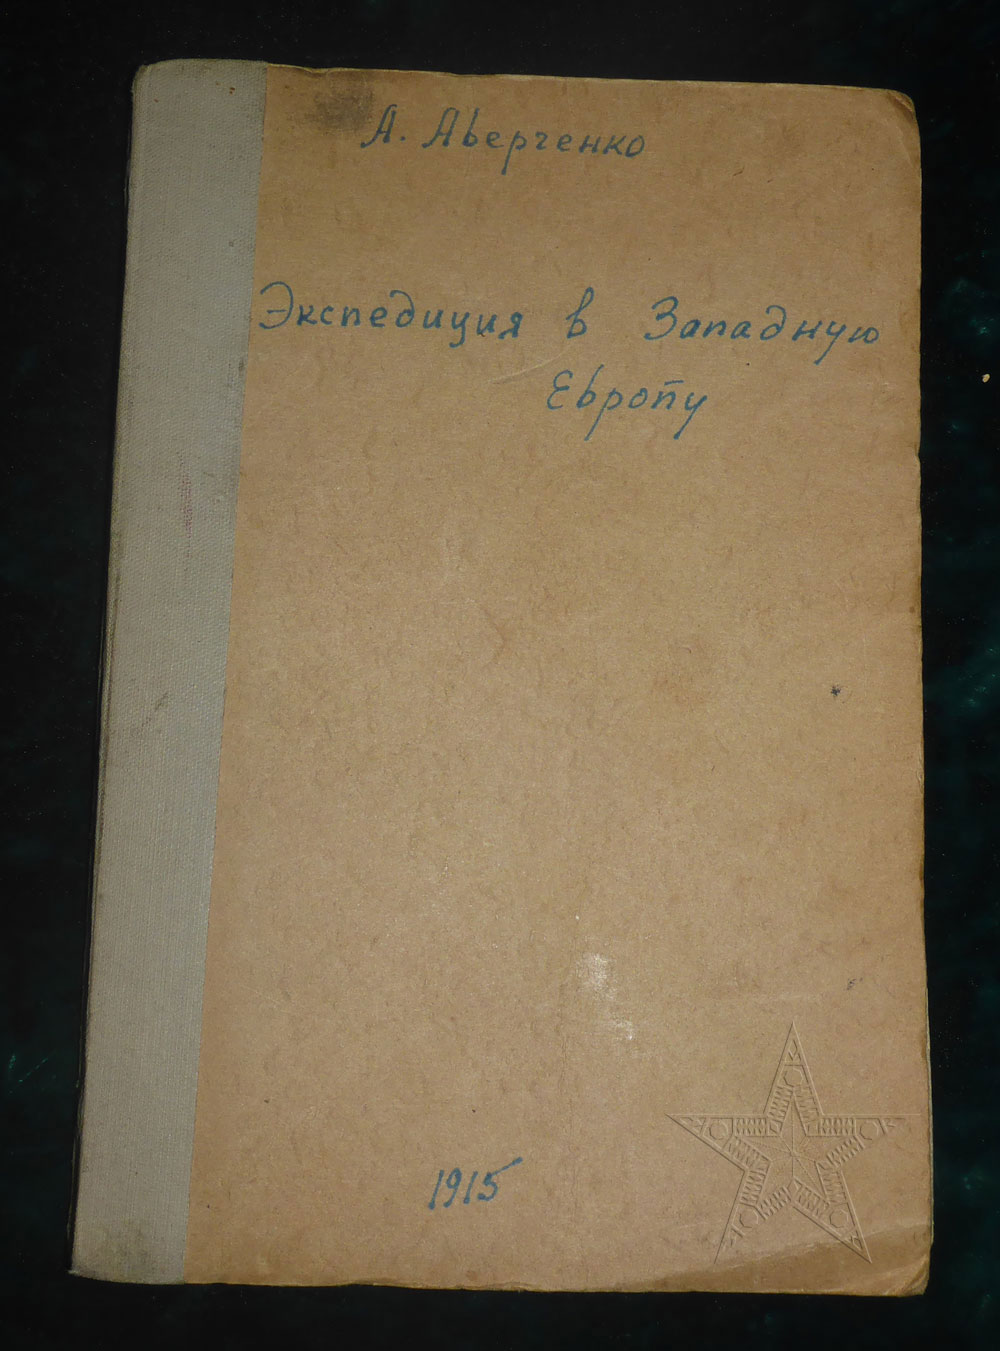 А. Аверченко
Экспедиция в Западную
Европу
1915